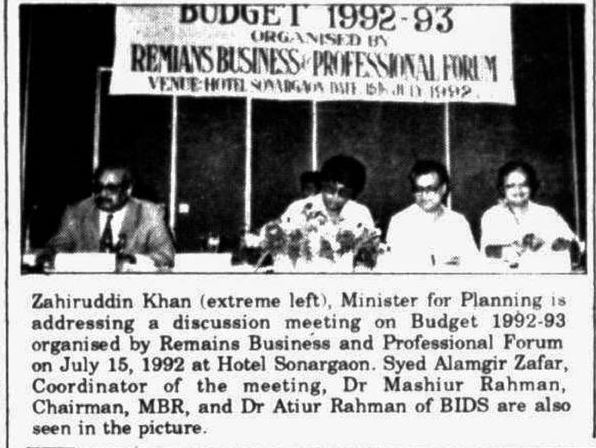 BUDGET 1992-93
ORGANISED BY
REMIANS BUSINESS & PROFESSIONAL FORUM
VENUE: HOTEL SONARGAON DATE. 15th JULY 1992
Zahiruddin Khan (extreme left), Minister for Planning is
addressing a discussion meeting on Budget 1992-93
organised by Remains Business and Professional Forum
on July 15, 1992 at Hotel Sonargaon. Syed Alamgir Zafar,
Coordinator of the meeting, Dr Mashiur Rahman,
Chairman, MBR, and Dr Atiur Rahman of BIDS are also
seen in the picture.